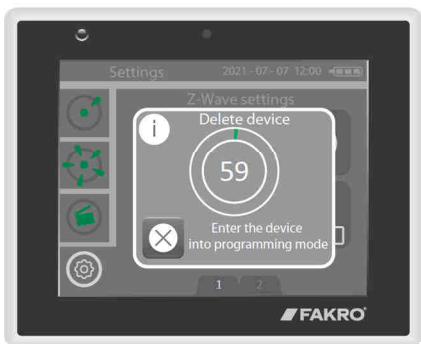 Settings 2021 - 07 - 07 12:00
Z-Wave settings
Delete device
i
59
Enter the device
into programming mode
1 2
FAKRO